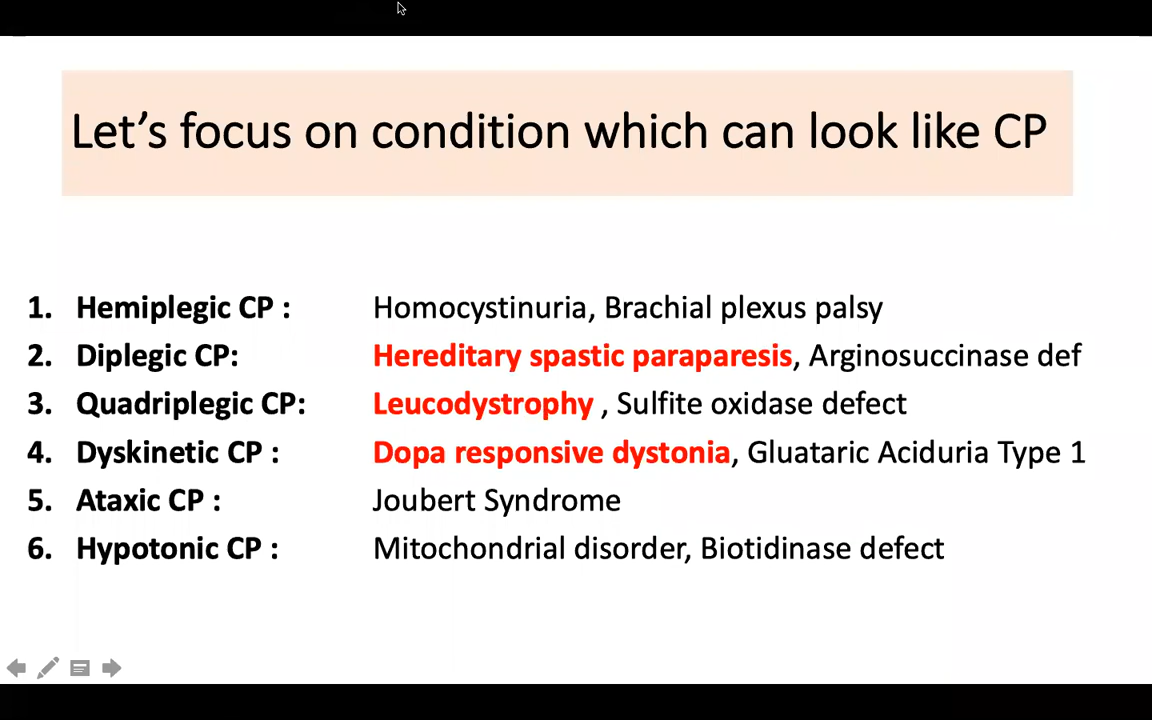 Let's focus on condition which can look like CP
1. Hemiplegic CP : Homocystinuria, Brachial plexus palsy
2. Diplegic CP: Hereditary spastic paraparesis, Arginosuccinase def
3. Quadriplegic CP: Leucodystrophy , Sulfite oxidase defect
4. Dyskinetic CP : Dopa responsive dystonia, Gluataric Aciduria Type 1
5. Ataxic CP : Joubert Syndrome
6. Hypotonic CP : Mitochondrial disorder, Biotidinase defect